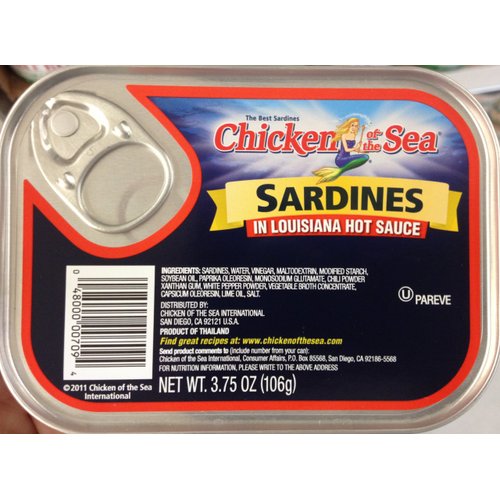 The Best Sardines
Chicken of the Sea®
SARDINES
IN LOUISIANA HOT SAUCE
INGREDIENTS: SARDINES, WATER, VINEGAR, MALTODEXTRIN, MODIFIED STARCH,
SOYBEAN OIL, PAPRIKA OLEORESIN, MONOSODIUM GLUTAMATE, CHILI POWDER
XANTHAN GUM, WHITE PEPPER POWDER, VEGETABLE BROTH CONCENTRATE,
CAPSICUM OLEORESIN, LIME OIL, SALT.
DISTRIBUTED BY:
CHICKEN OF THE SEA INTERNATIONAL
SAN DIEGO, CA 92121 U.S.A.
PRODUCT OF THAILAND
Find great recipes at: www.chickenofthesea.com
Send product comments to (include number from your can):
Chicken of the Sea International, Consumer Affairs, P.O. Box 85568, San Diego, CA 92186-5568
FOR NUTRITION INFORMATION, PLEASE WRITE TO THE ABOVE ADDRESS
NET WT. 3.75 OZ (106g)
U PAREVE
0 48000 00709 4
©2011 Chicken of the Sea
International